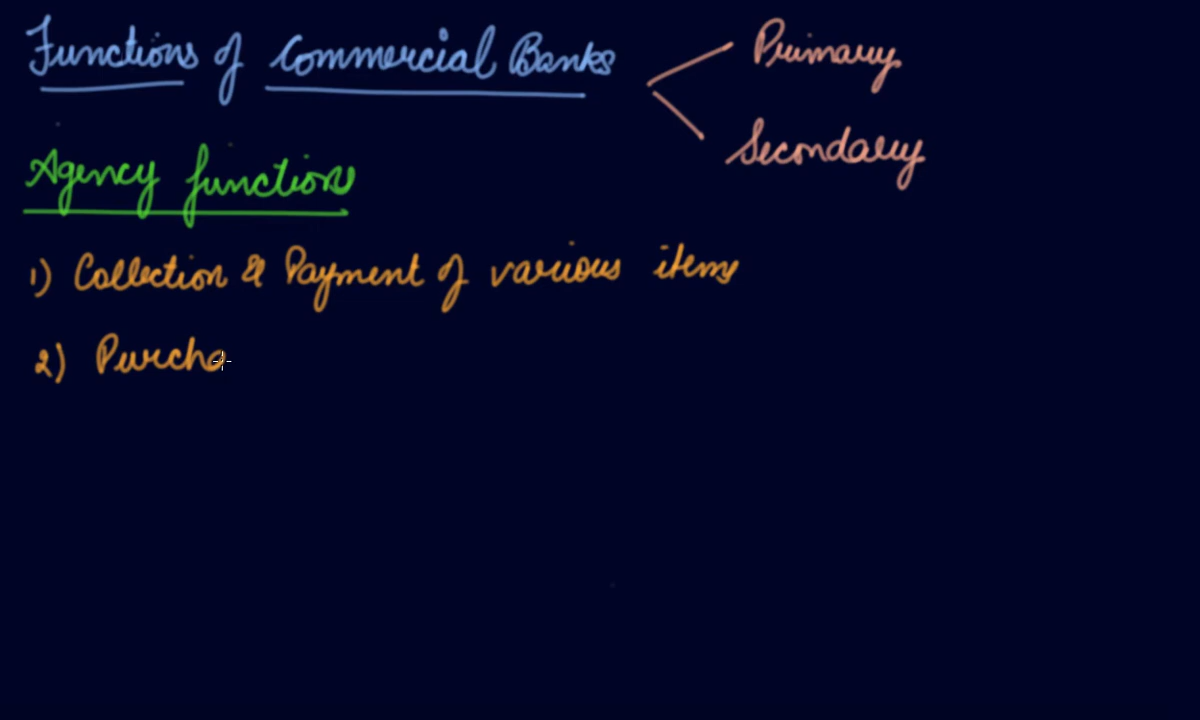 Functions of Commercial Banks
Primary
Secondary
Agency functions
1) Collection & Payment of various items
2) Purcha